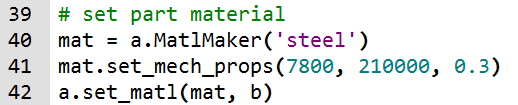 39 # set part material
40 mat = a.MatlMaker('steel')
41 mat.set_mech_props(7800, 210000, 0.3)
42 a.set_matl(mat, b)